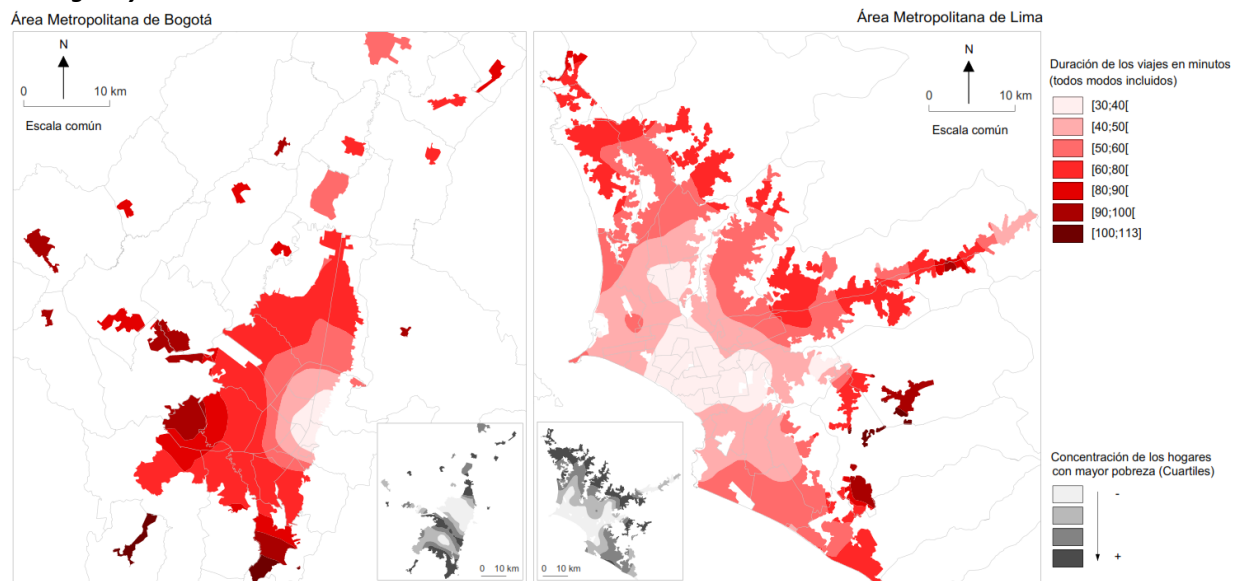 Área Metropolitana de Bogotá
N
0 10 km
Escala común
0 10 km
Área Metropolitana de Lima
N
0 10 km
Escala común
0 10 km
Duración de los viajes en minutos
(todos modos incluidos)
[30;40[
[40;50[
[50;60[
[60;80[
[80;90[
[90;100[
[100;113]
Concentración de los hogares
con mayor pobreza (Cuartiles)
-
+